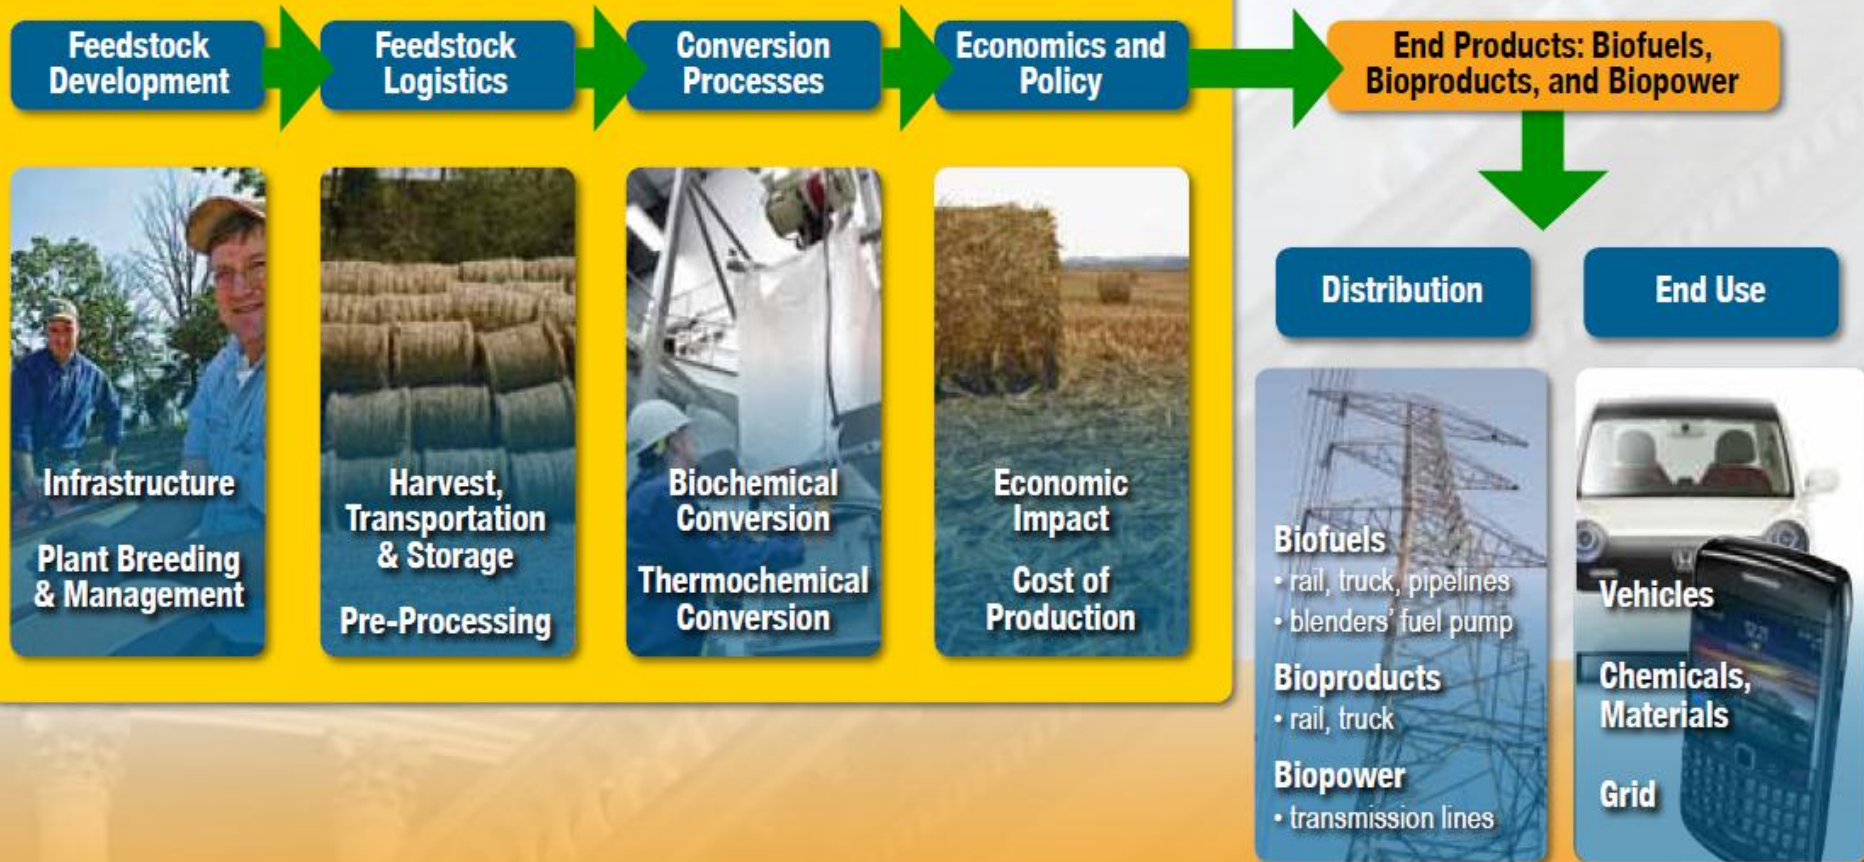 Feedstock
Development
Feedstock
Logistics
Conversion
Processes
Economics and
Policy
End Products: Biofuels,
Bioproducts, and Biopower
Infrastructure
Plant Breeding
& Management
Harvest,
Transportation
& Storage
Pre-Processing
Biochemical
Conversion
Thermochemical
Conversion
Economic
Impact
Cost of
Production
Distribution
Biofuels
• rail, truck, pipelines
• blenders’ fuel pump
Bioproducts
• rail, truck
Biopower
• transmission lines
End Use
Vehicles
Chemicals,
Materials
Grid